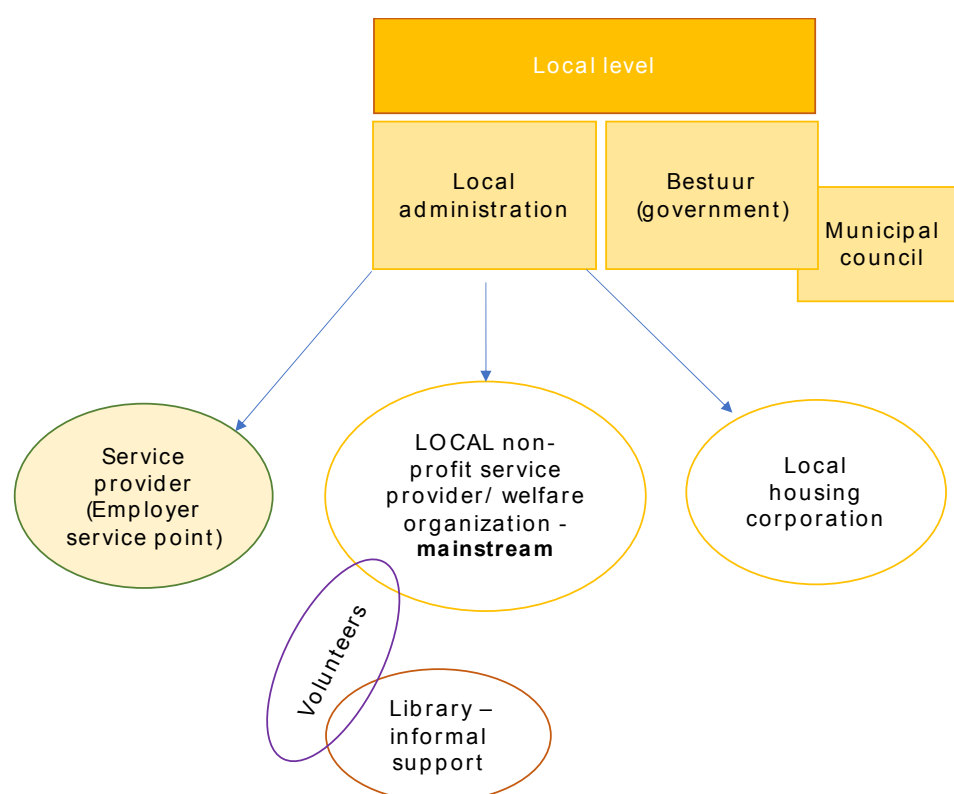 Local level
Local
administration
Bestuur
(government)
Municipal
council
Service
provider
(Employer
service point)
LOCAL non-
profit service
provider/ welfare
organization -
mainstream
Local
housing
corporation
Volunteers
Library –
informal
support